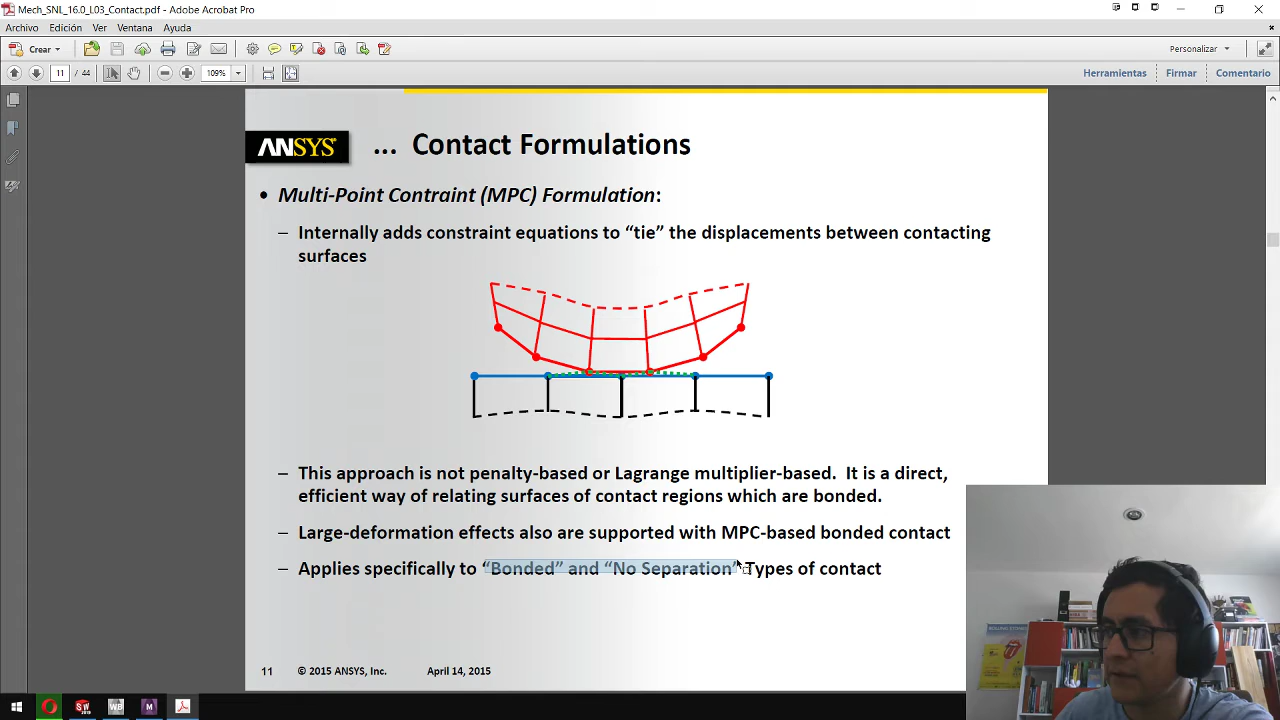 Mech_SNL_16.0_L03_Contact.pdf - Adobe Acrobat Pro
Archivo Edición Ver Ventana Ayuda
Crear Personalizar
11 / 44 109% Herramientas Firmar Comentario
ANSYS ... Contact Formulations
• Multi-Point Contraint (MPC) Formulation:
– Internally adds constraint equations to “tie” the displacements between contacting
surfaces
– This approach is not penalty-based or Lagrange multiplier-based. It is a direct,
efficient way of relating surfaces of contact regions which are bonded.
– Large-deformation effects also are supported with MPC-based bonded contact
– Applies specifically to “Bonded” and “No Separation” Types of contact
11 © 2015 ANSYS, Inc. April 14, 2015
SW
WB
M